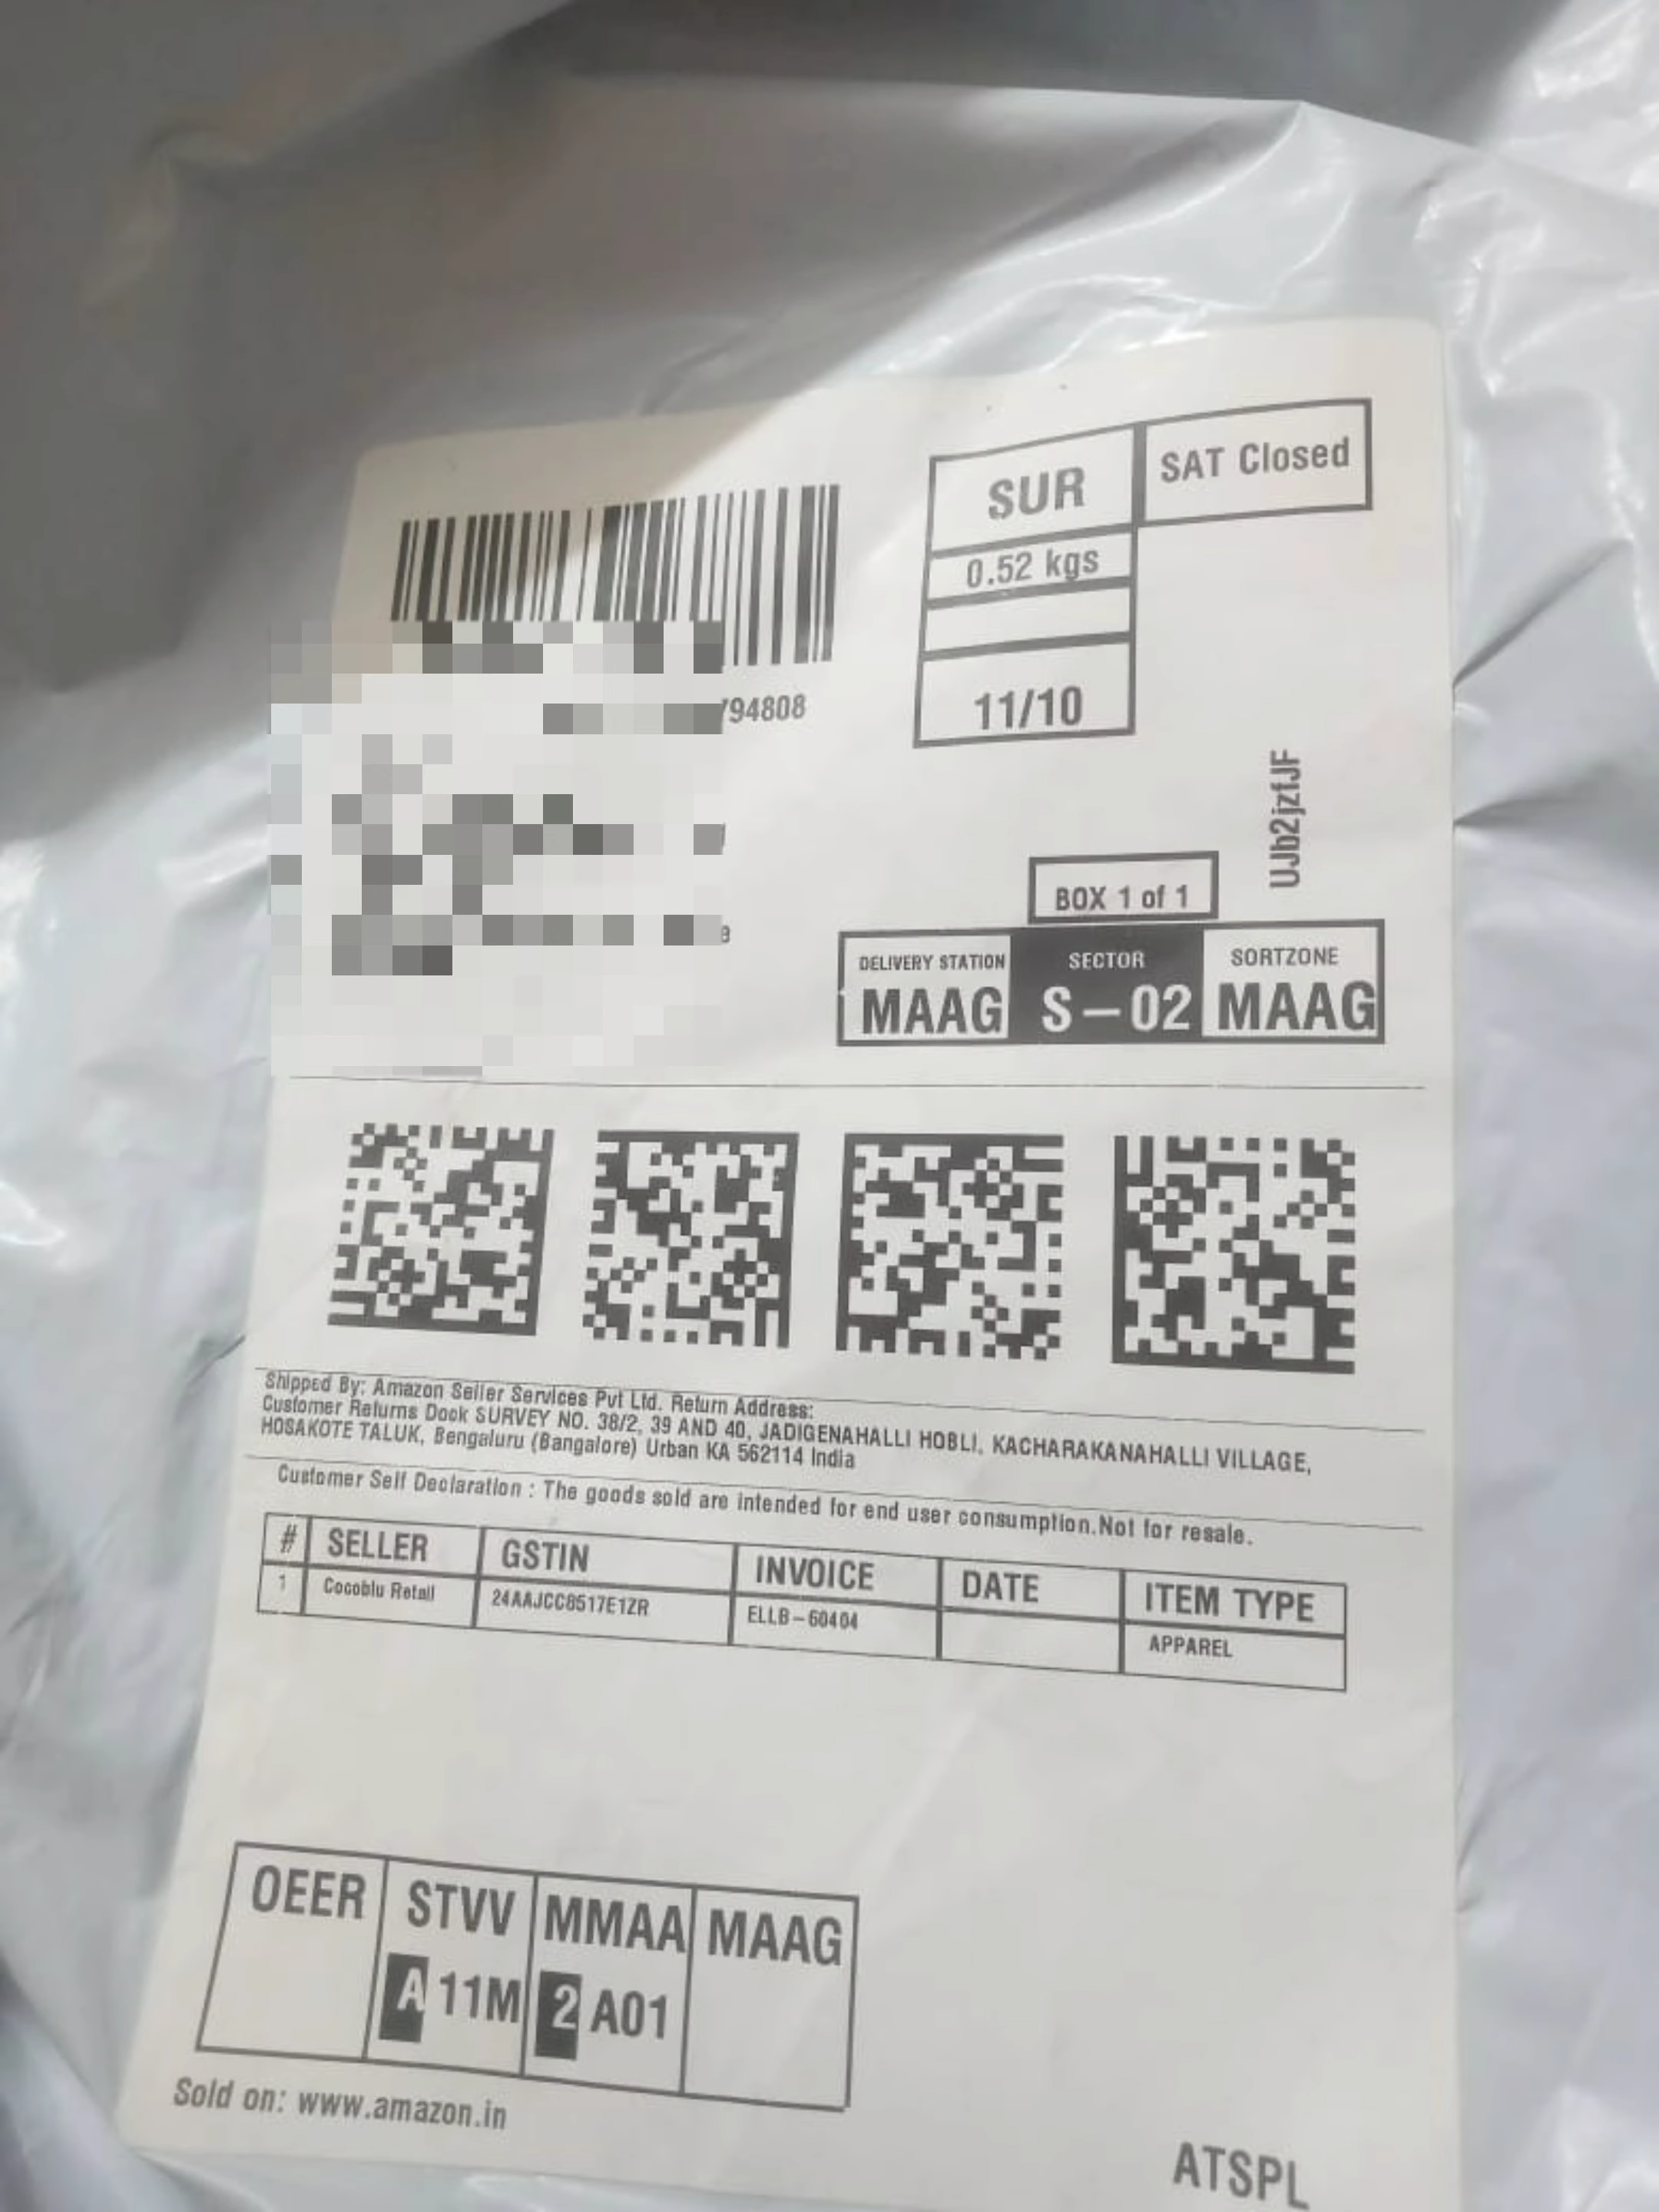 SUR
SAT Closed
0.52 kgs
94808
11/10
UJb2jzfJF
BOX 1 of 1
DELIVERY STATION SECTOR SORTZONE
MAAG S-02 MAAG
Shipped By: Amazon Seller Services Pvt Ltd. Return Address:
Customer Returns Dock SURVEY NO. 38/2, 39 AND 40, JADIGENAHALLI HOBLI, KACHARAKANAHALLI VILLAGE,
HOSAKOTE TALUK, Bengaluru (Bangalore) Urban KA 562114 India
Customer Self Declaration : The goods sold are intended for end user consumption.Not for resale.
# SELLER GSTIN INVOICE DATE ITEM TYPE
1 Cocoblu Retail 24AAJCC8517E1ZR ELLB-60404 APPAREL
OEER STVV MMAA MAAG
A 11M 2 A01
Sold on: www.amazon.in
ATSPL